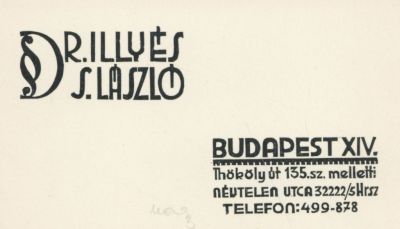 DR. ILLYÉS
S. LÁSZLÓ
BUDAPEST XIV.
Thököly út 135.sz. melletti
NÉVTELEN UTCA 32222/5 Hrsz
TELEFON: 499-878